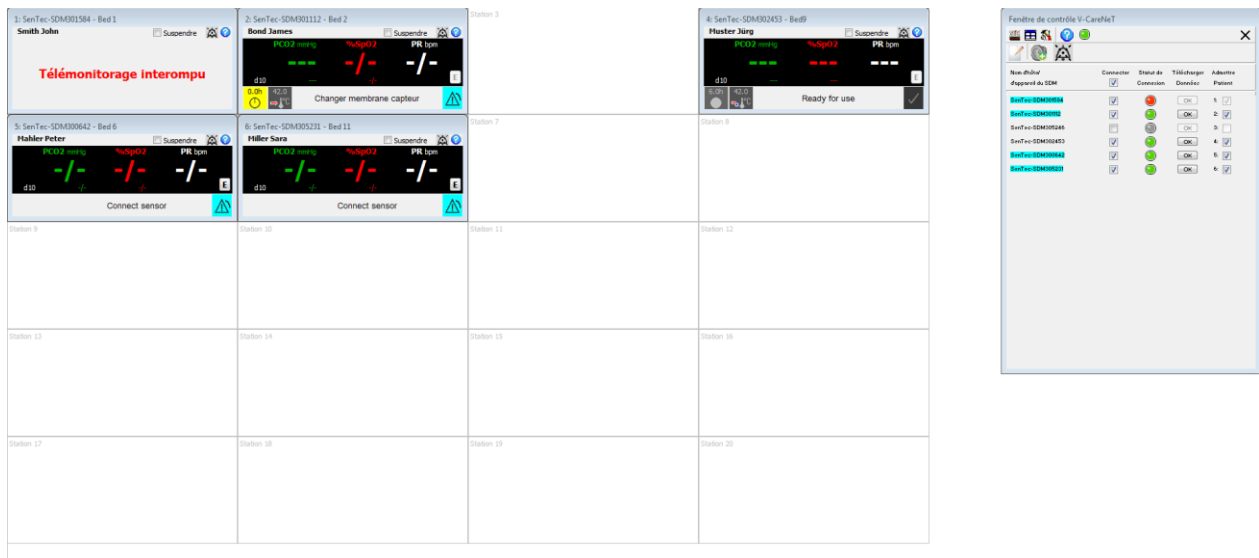 1: SenTec-SDM301584 - Bed 1
Smith John
Suspendre
Télémonitorage interompu
2: SenTec-SDM301112 - Bed 2
Bond James
Suspendre
PCO2 mmHg %SpO2 PR bpm
--- -/- -/-
d10 --- -/-
E
0.0h 42.0 °C
Changer membrane capteur
Station 3
4: SenTec-SDM302453 - Bed9
Muster Jürg
Suspendre
PCO2 mmHg %SpO2 PR bpm
--- --- ---
d10 --- ---
E
6.0h 42.0 °C
Ready for use
5: SenTec-SDM300642 - Bed 6
Mahler Peter
Suspendre
PCO2 mmHg %SpO2 PR bpm
-/- -/- -/-
d10 -/- -/-
E
Connect sensor
6: SenTec-SDM305231 - Bed 11
Miller Sara
Suspendre
PCO2 mmHg %SpO2 PR bpm
-/- -/- -/-
d10 -/- -/-
E
Connect sensor
Station 7
Station 8
Station 9
Station 10
Station 11
Station 12
Station 13
Station 14
Station 15
Station 16
Station 17
Station 18
Station 19
Station 20
Fenêtre de contrôle V-CareNeT
Nom d'hôte/ Connecter Statut de Télécharger Admettre
d'appareil du SDM Connexion Données Patient
SenTec-SDM301584 OK 1:
SenTec-SDM301112 OK 2:
SenTec-SDM305246 OK 3:
SenTec-SDM302453 OK 4:
SenTec-SDM300642 OK 5:
SenTec-SDM305231 OK 6: